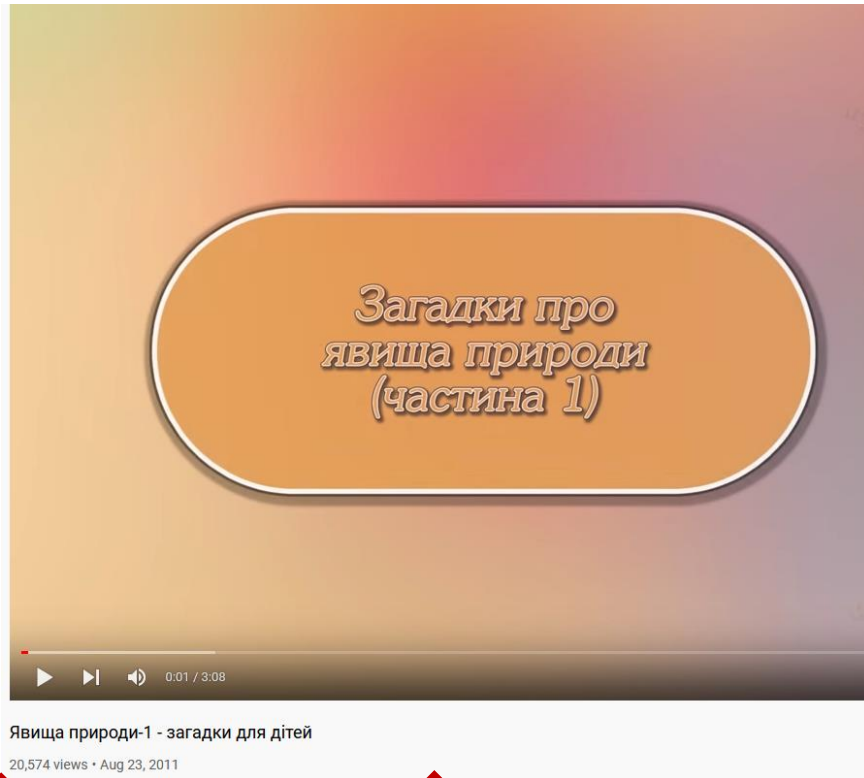 Загадки про
явища природи
(частина 1)
0:01 / 3:08
Явища природи-1 - загадки для дітей
20,574 views • Aug 23, 2011